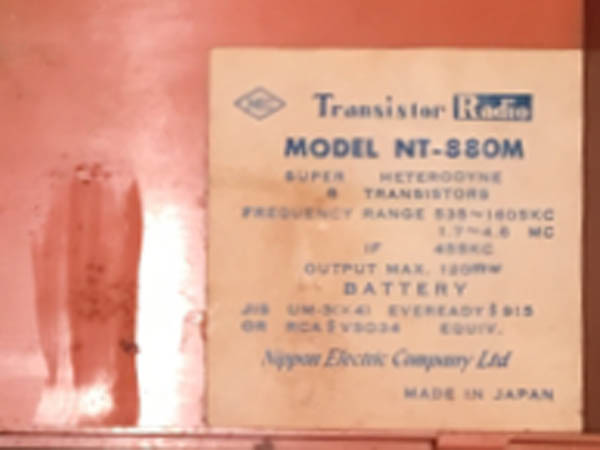 NEC Transistor Radio
MODEL NT-880M
SUPER HETERODYNE
8 TRANSISTORS
FREQUENCY RANGE 535~1605KC
1.7~4.6 MC
IF 455KC
OUTPUT MAX. 120MW
BATTERY
JIS UM-3(×4) EVEREADY $ 915
OR RCA $ VS034 EQUIV.
Nippon Electric Company Ltd
MADE IN JAPAN